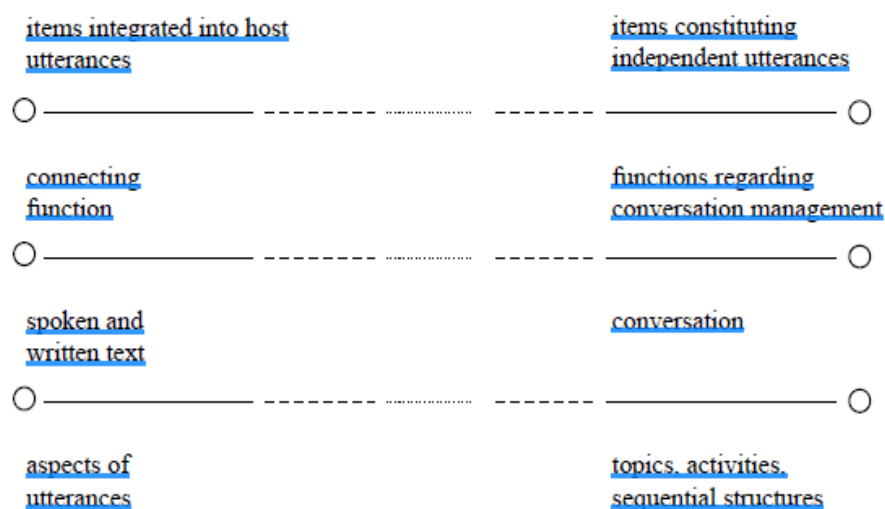 items integrated into host
utterances
items constituting
independent utterances
connecting
function
functions regarding
conversation management
spoken and
written text
conversation
aspects of
utterances
topics, activities,
sequential structures